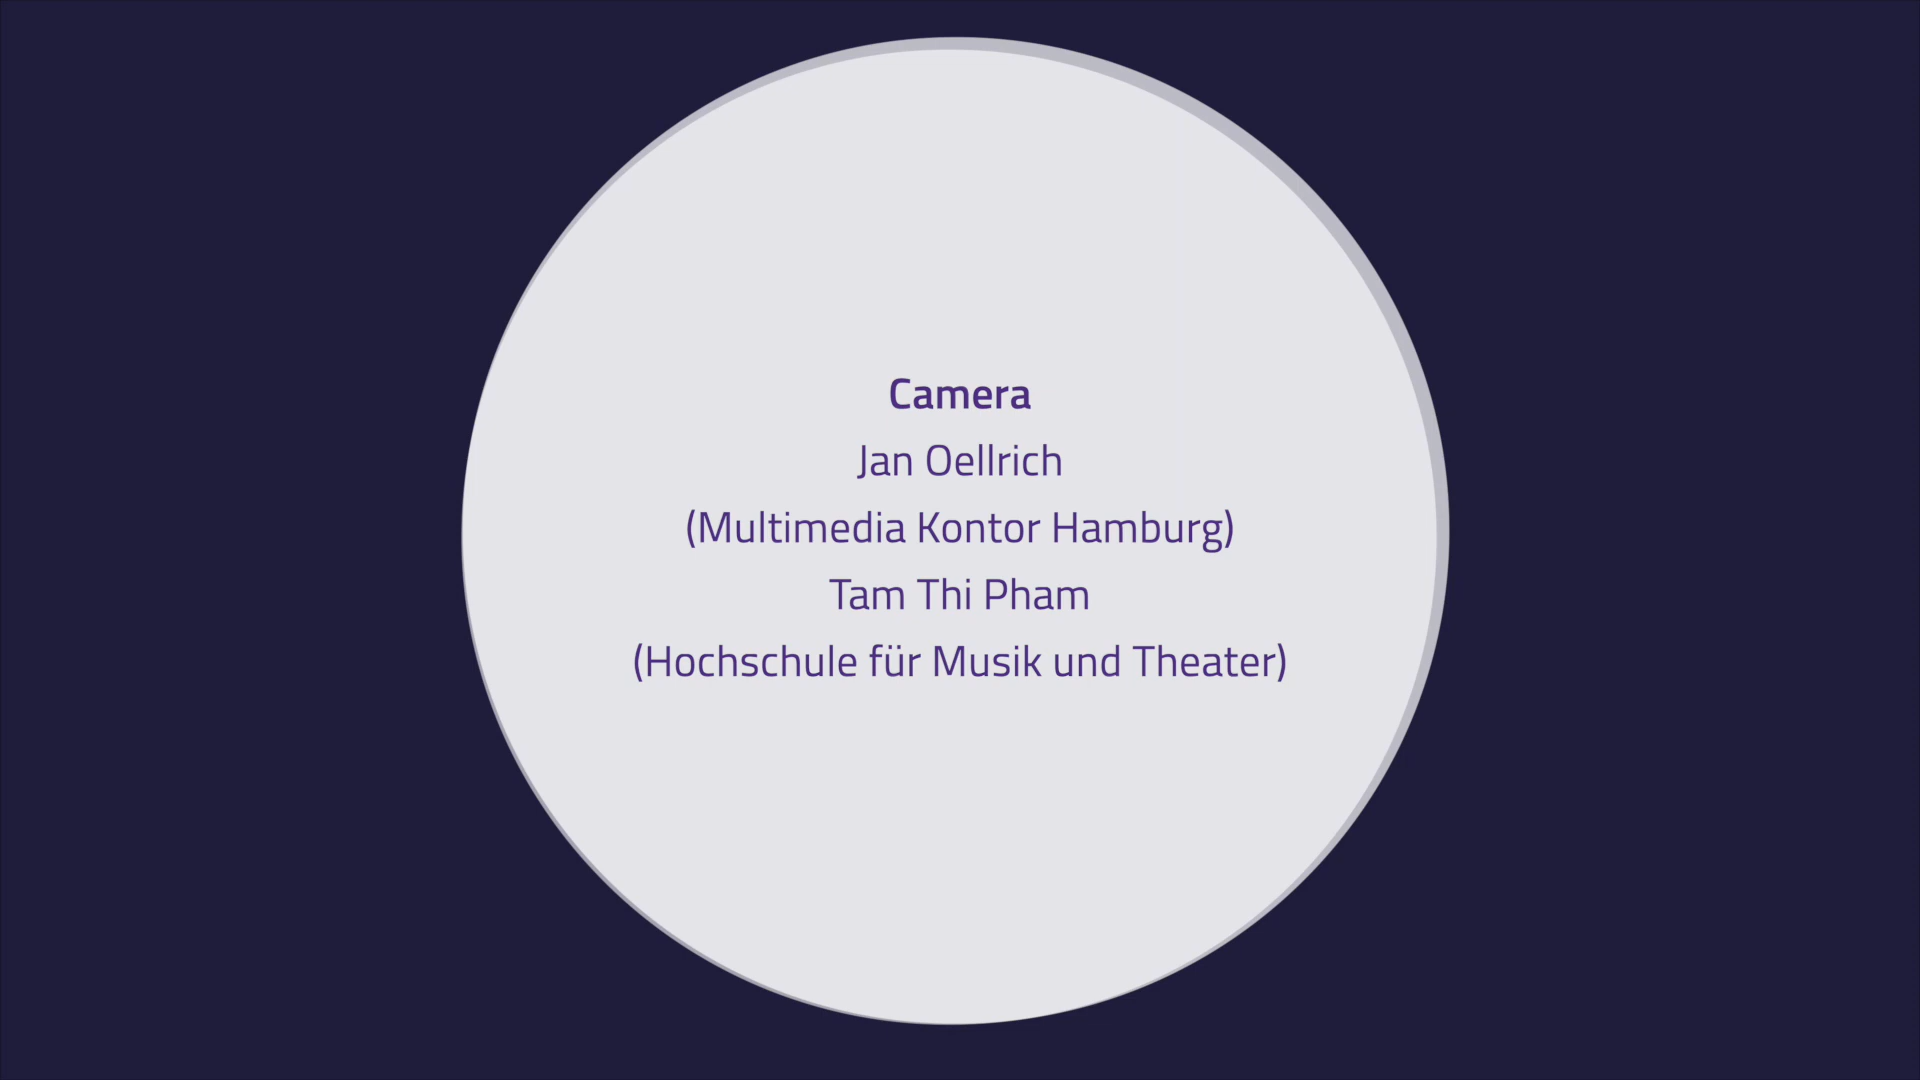 Camera
Jan Oellrich
(Multimedia Kontor Hamburg)
Tam Thi Pham
(Hochschule für Musik und Theater)